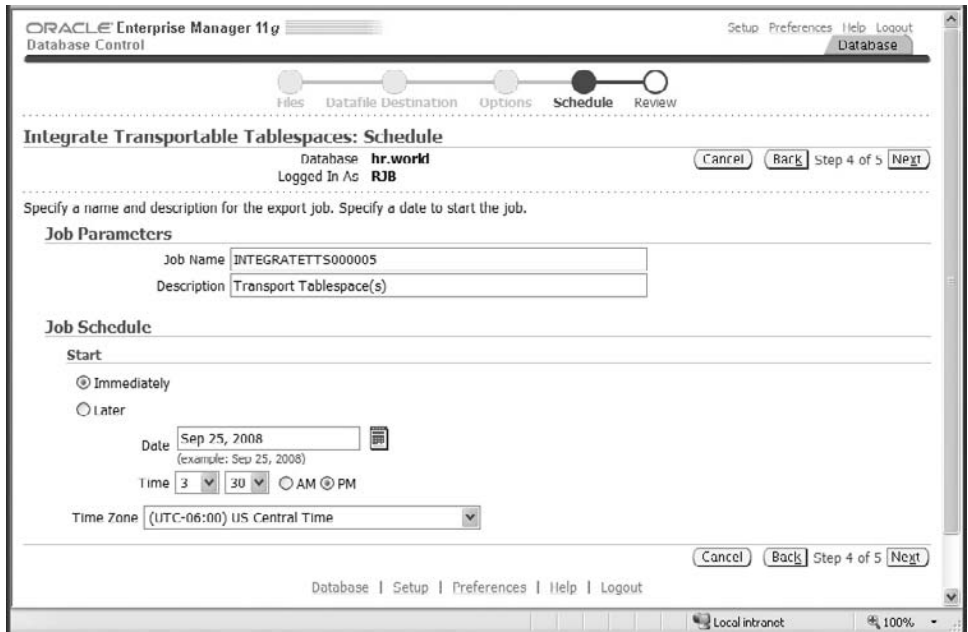 ORACLE Enterprise Manager 11g
Database Control
Setup Preferences Help Logout
Database
Files Datafile Destination Options Schedule Review
Integrate Transportable Tablespaces: Schedule
Database hr.world
Logged In As RJB
Cancel Back Step 4 of 5 Next
Specify a name and description for the export job. Specify a date to start the job.
Job Parameters
Job Name INTEGRATETTS000005
Description Transport Tablespace(s)
Job Schedule
Start
Immediately
Later
Date Sep 25, 2008
(example: Sep 25, 2008)
Time 3 30 AM PM
Time Zone (UTC-06:00) US Central Time
Cancel Back Step 4 of 5 Next
Database | Setup | Preferences | Help | Logout
Local intranet 100%